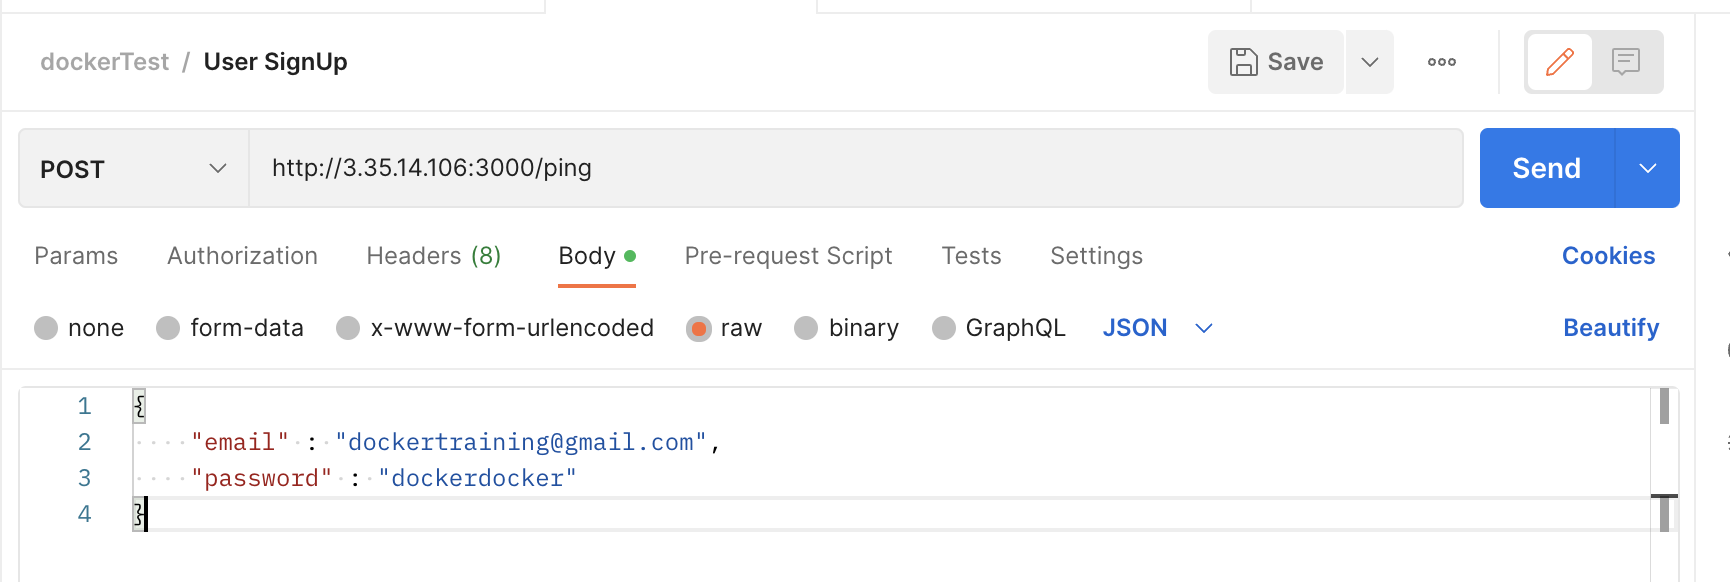 dockerTest / User SignUp
Save
POST
http://3.35.14.106:3000/ping
Send
Params Authorization Headers (8) Body Pre-request Script Tests Settings Cookies
none form-data x-www-form-urlencoded raw binary GraphQL JSON Beautify
1 {
2 "email" : "dockertraining@gmail.com",
3 "password" : "dockerdocker"
4 }